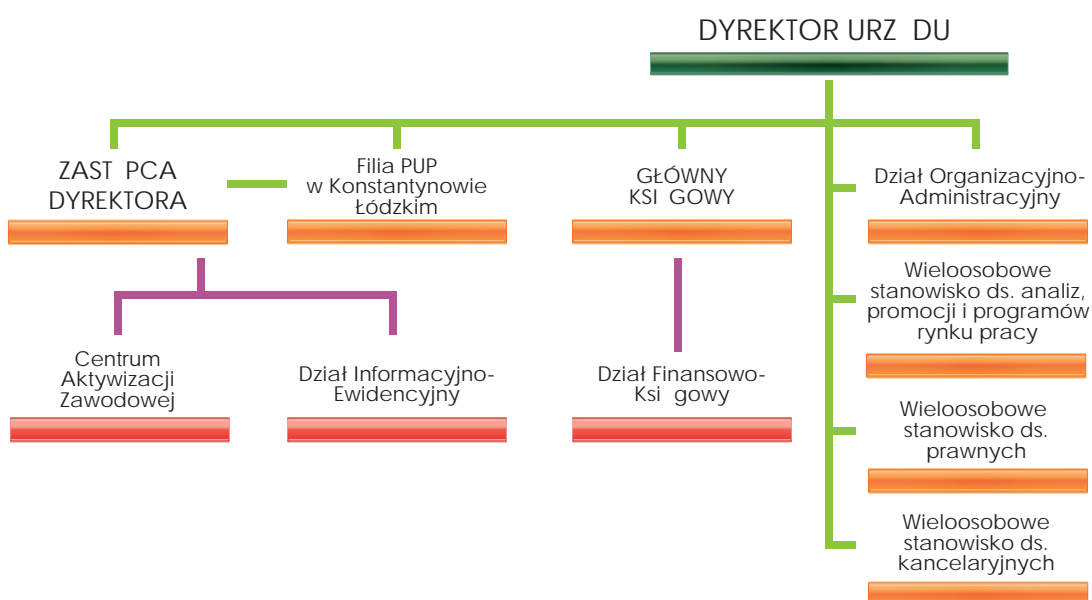 DYREKTOR URZ DU
ZAST PCA
DYREKTORA
Filia PUP
w Konstantynowie
Łódzkim
GŁÓWNY
KSI GOWY
Dział Organizacyjno-
Administracyjny
Wieloosobowe
stanowisko ds. analiz,
promocji i programów
rynku pracy
Centrum
Aktywizacji
Zawodowej
Dział Informacyjno-
Ewidencyjny
Dział Finansowo-
Ksi gowy
Wieloosobowe
stanowisko ds.
prawnych
Wieloosobowe
stanowisko ds.
kancelaryjnych